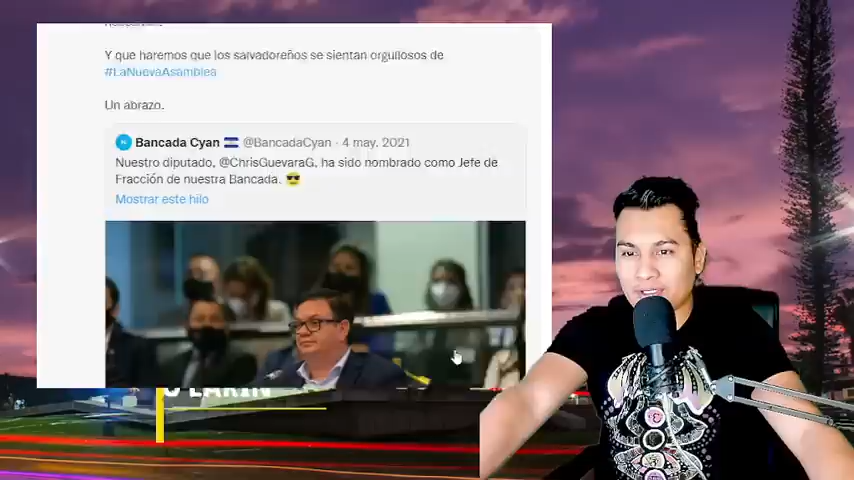 Y que haremos que los salvadoreños se sientan orgullosos de
#LaNuevaAsamblea
Un abrazo.
Bancada Cyan @BancadaCyan · 4 may. 2021
Nuestro diputado, @ChrisGuevaraG, ha sido nombrado como Jefe de
Fracción de nuestra Bancada.
Mostrar este hilo
LARIN